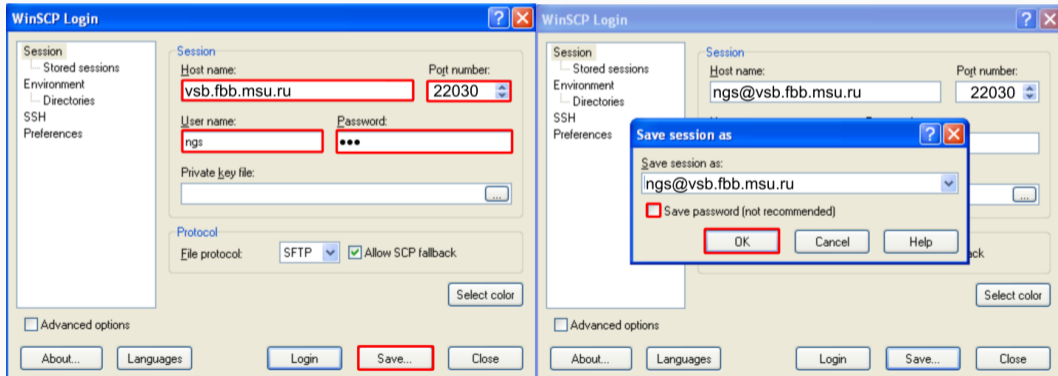 WinSCP Login
Session
Stored sessions
Environment
Directories
SSH
Preferences
Session
Host name:
Port number:
vsb.fbb.msu.ru
22030
User name:
Password:
ngs
•••
Private key file:
...
Protocol
File protocol:
SFTP
Allow SCP fallback
Select color
Advanced options
About...
Languages
Login
Save...
Close
WinSCP Login
Session
Stored sessions
Environment
Directories
SSH
Preferences
Session
Host name:
Port number:
ngs@vsb.fbb.msu.ru
22030
Save session as
Save session as:
ngs@vsb.fbb.msu.ru
Save password (not recommended)
OK
Cancel
Help
...
ack
Select color
Advanced options
About...
Languages
Login
Save...
Close